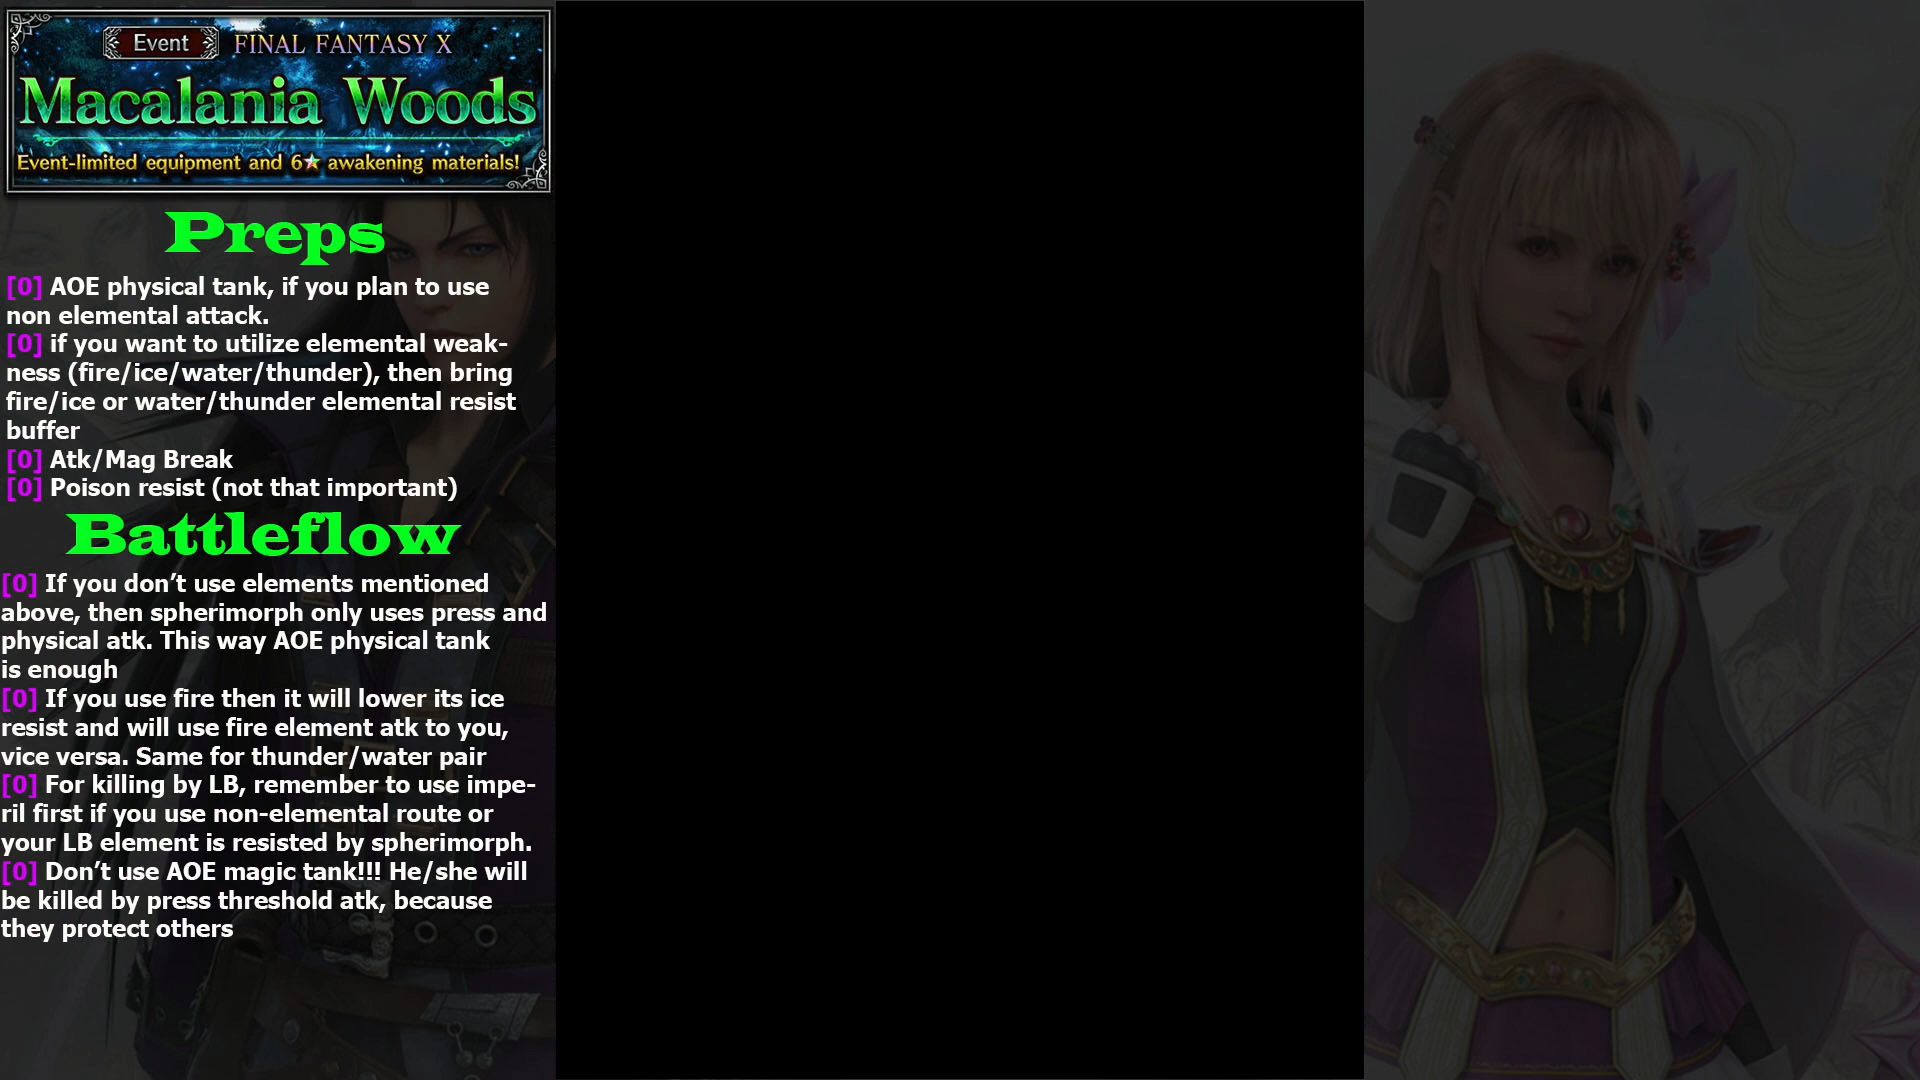 Event FINAL FANTASY X
Macalania Woods
Event-limited equipment and 6★ awakening materials!
Preps
[0] AOE physical tank, if you plan to use
non elemental attack.
[0] if you want to utilize elemental weak-
ness (fire/ice/water/thunder), then bring
fire/ice or water/thunder elemental resist
buffer
[0] Atk/Mag Break
[0] Poison resist (not that important)
Battleflow
[0] If you don’t use elements mentioned
above, then spherimorph only uses press and
physical atk. This way AOE physical tank
is enough
[0] If you use fire then it will lower its ice
resist and will use fire element atk to you,
vice versa. Same for thunder/water pair
[0] For killing by LB, remember to use impe-
ril first if you use non-elemental route or
your LB element is resisted by spherimorph.
[0] Don’t use AOE magic tank!!! He/she will
be killed by press threshold atk, because
they protect others